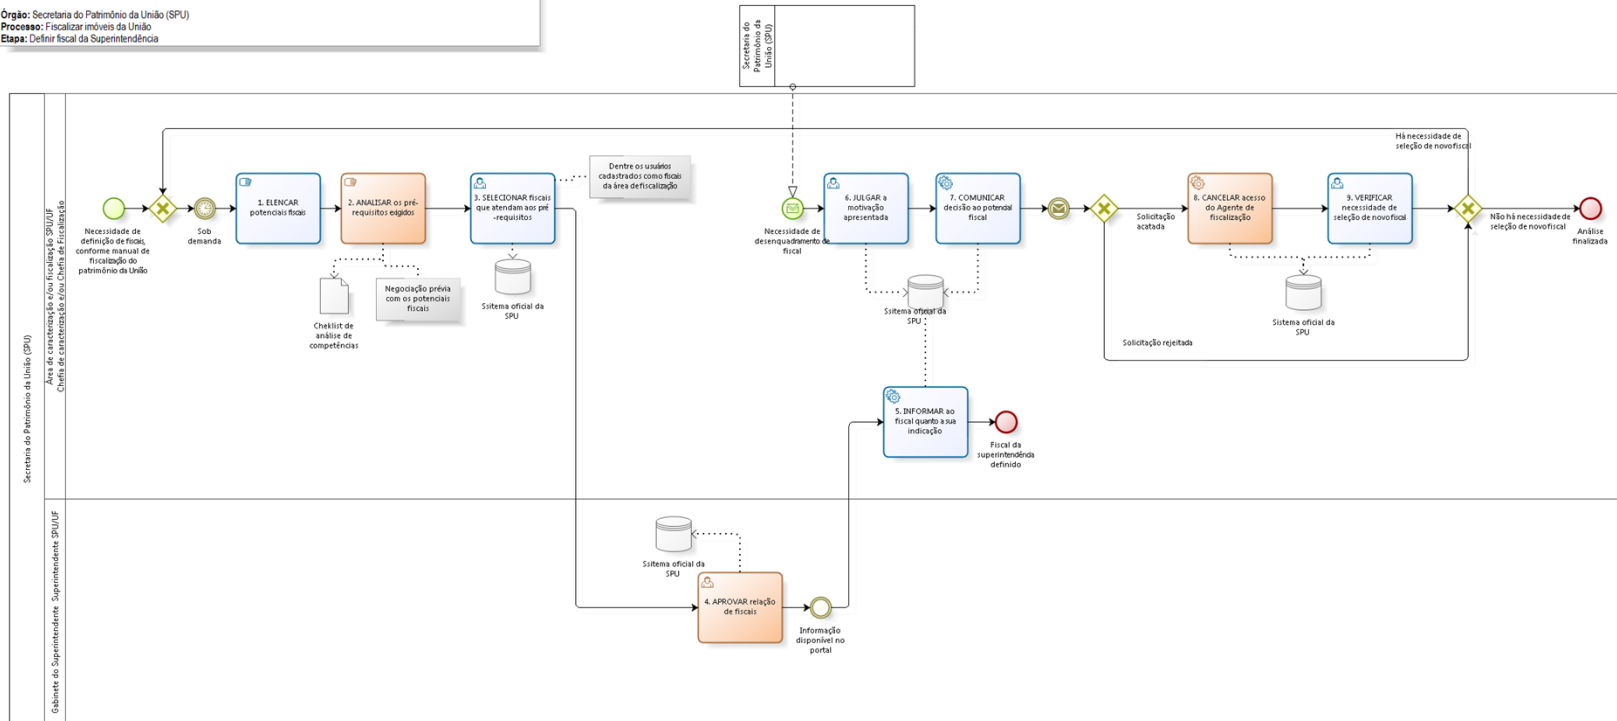 Órgão: Secretaria do Patrimônio da União (SPU)
Processo: Fiscalizar imóveis da União
Etapa: Definir fiscal da Superintendência
Secretaria do
Patrimônio da
União (SPU)
Secretaria do Patrimônio da União (SPU)
Área de caracterização e/ou fiscalização SPU/UF
Chefia de caracterização e/ou Chefia de Fiscalização
Há necessidade de
seleção de novo fiscal
Necessidade de
definição de fiscais,
conforme manual de
fiscalização do
patrimônio da União
Sob
demanda
1. ELENCAR
potenciais fiscais
2. ANALISAR os pré-
requisitos exigidos
3. SELECIONAR fiscais
que atendam aos pré
-requisitos
Dentre os usuários
cadastrados como fiscais
da área de fiscalização
Cheklist de
análise de
competências
Negociação prévia
com os potenciais
fiscais
Ssitema oficial da
SPU
Necessidade de
desenquadramento de
fiscal
6. JULGAR a
motivação
apresentada
7. COMUNICAR
decisão ao potendal
fiscal
Ssitema oficial da
SPU
Solicitação
acatada
8. CANCELAR acesso
do Agente de
fiscalização
9. VERIFICAR
necessidade de
seleção de novo fiscal
Ssitema oficial da
SPU
Não há necessidade de
seleção de novo fiscal
Análise
finalizada
Solicitação rejeitada
5. INFORMAR ao
fiscal quanto a sua
indicação
Fiscal da
superintendência
definido
Gabinete do Superintendente Superintendente SPU/UF
Ssitema oficial da
SPU
4. APROVAR relação
de fiscais
Informação
disponível no
portal